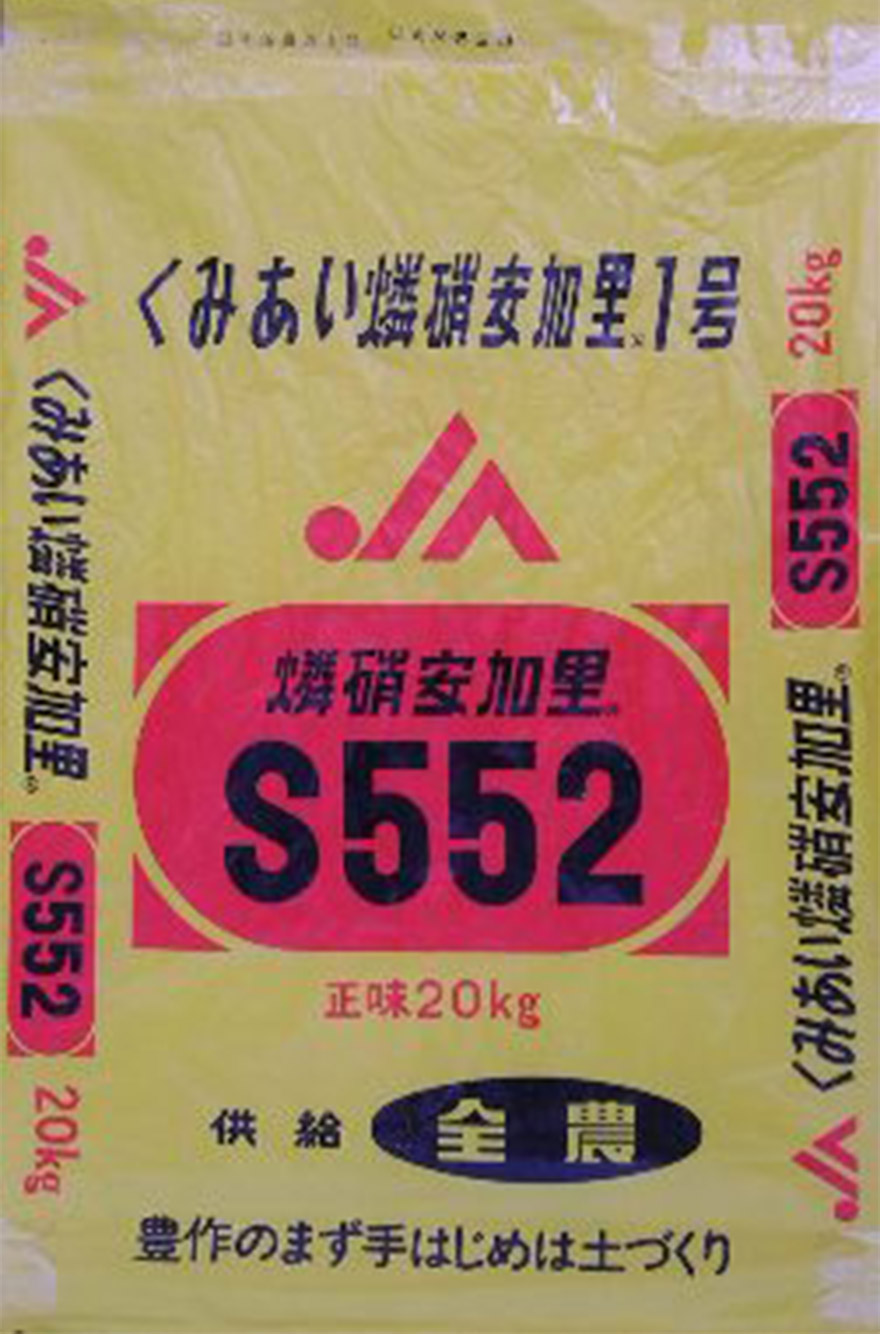 くみあい燐硝安加里®1号
燐硝安加里®
S552
正味20kg
供給 全農
豊作のまず手はじめは土づくり
くみあい燐硝安加里® S552 20kg
くみあい燐硝安加里® S552 20kg